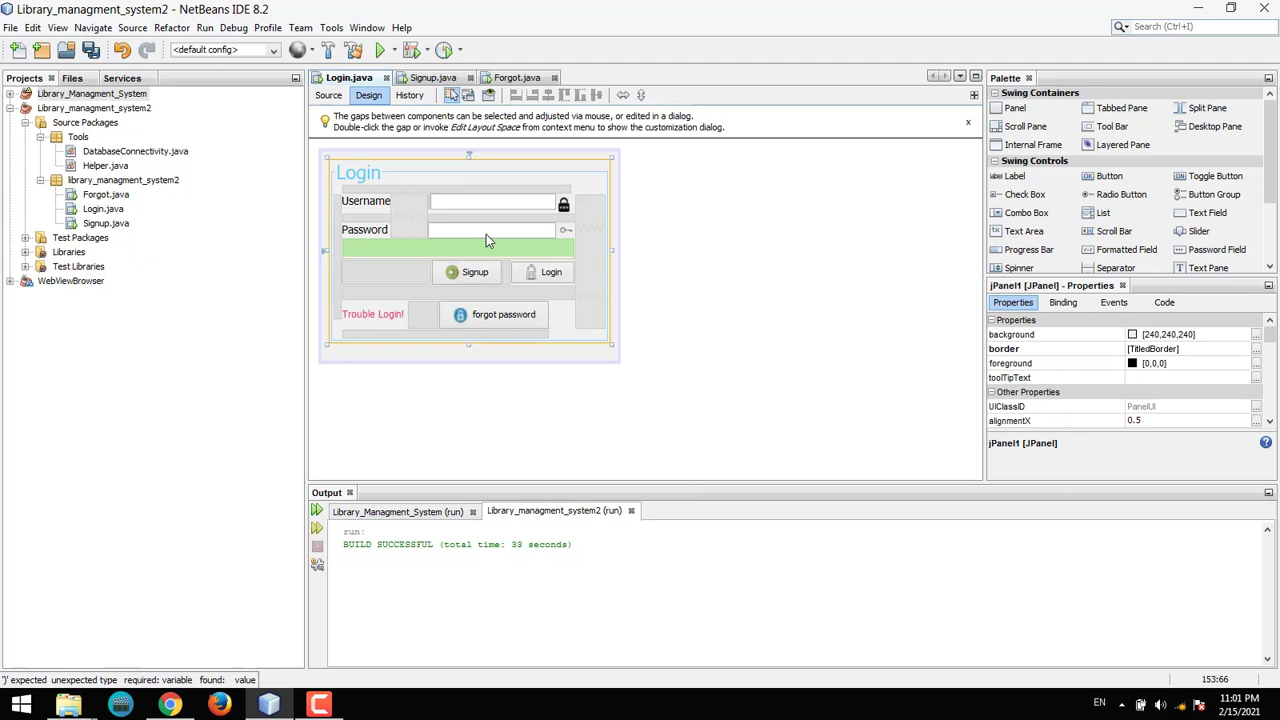 Library_managment_system2 - NetBeans IDE 8.2
File Edit View Navigate Source Refactor Run Debug Profile Team Tools Window Help
Search (Ctrl+I)
<default config>
Projects Files Services
Library_Managment_System
Library_managment_system2
Source Packages
Tools
DatabaseConnectivity.java
Helper.java
library_managment_system2
Forgot.java
Login.java
Signup.java
Test Packages
Libraries
Test Libraries
WebViewBrowser
Login.java Signup.java Forgot.java
Source Design History
The gaps between components can be selected and adjusted via mouse, or edited in a dialog.
Double-click the gap or invoke Edit Layout Space from context menu to show the customization dialog.
x
Login
Username
Password
Signup Login
Trouble Login! forgot password
Palette
Swing Containers
Panel Tabbed Pane Split Pane
Scroll Pane Tool Bar Desktop Pane
Internal Frame Layered Pane
Swing Controls
Label Button Toggle Button
Check Box Radio Button Button Group
Combo Box List Text Field
Text Area Scroll Bar Slider
Progress Bar Formatted Field Password Field
Spinner Separator Text Pane
jPanel1 [JPanel] - Properties
Properties Binding Events Code
Properties
background [240,240,240]
border [TitledBorder]
foreground [0,0,0]
toolTipText
Other Properties
UIClassID PanelUI
alignmentX 0.5
jPanel1 [JPanel]
Output
Library_Managment_System (run) Library_managment_system2 (run)
run:
BUILD SUCCESSFUL (total time: 33 seconds)
')' expected unexpected type required: variable found: value
153:66
EN
11:01 PM
2/15/2021